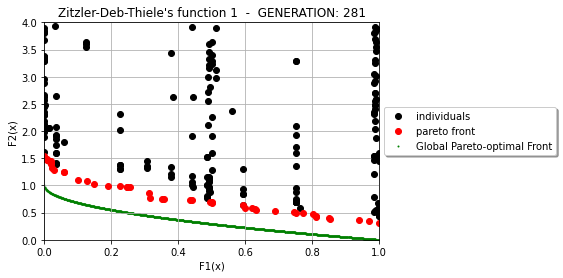 Zitzler-Deb-Thiele's function 1 - GENERATION: 281
4.0
3.5
3.0
2.5
2.0
1.5
1.0
0.5
0.0
F2(x)
0.0 0.2 0.4 0.6 0.8 1.0
F1(x)
individuals
pareto front
Global Pareto-optimal Front